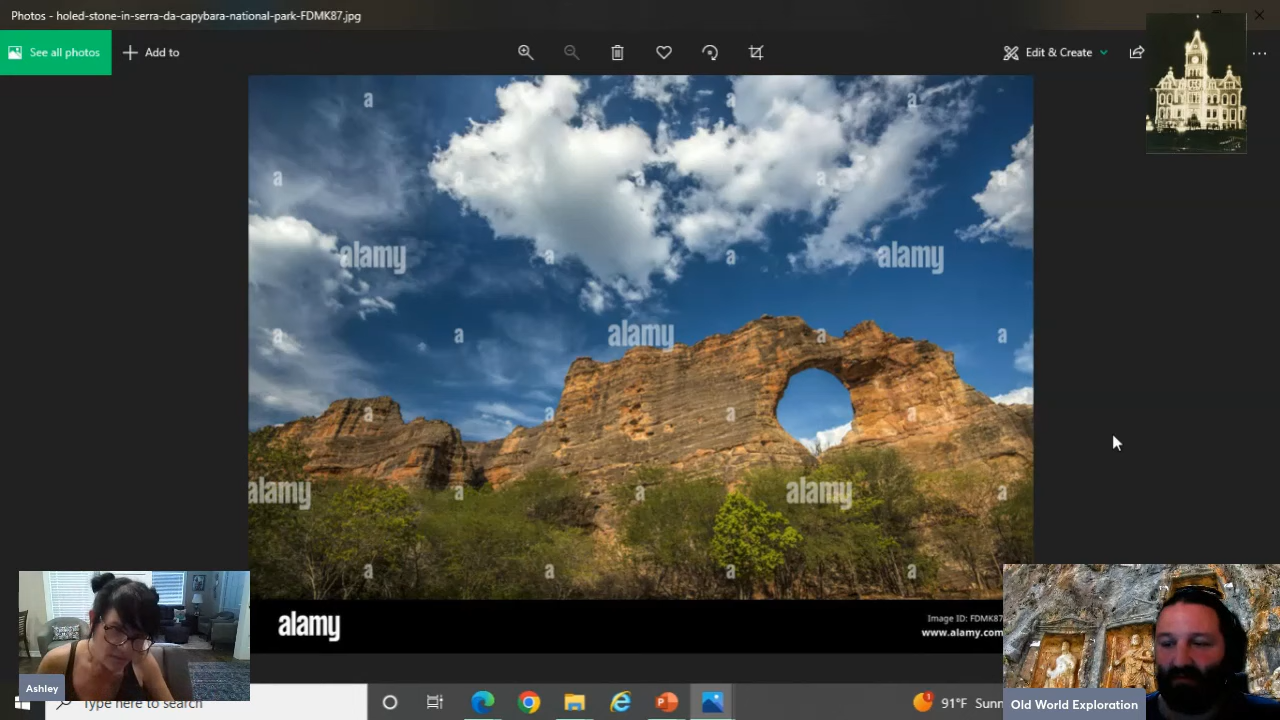 Photos - holed-stone-in-serra-da-capybara-national-park-FDMK87.jpg
See all photos
Add to
Edit & Create
a
a
a
a
a
a
alamy
a
a
alamy
a
a
alamy
a
a
a
a
a
a
alamy
a
a
alamy
a
a
a
a
a
alamy
Image ID: FDMK87
www.alamy.com
Ashley
Type here to search
91°F Sunn
Old World Exploration